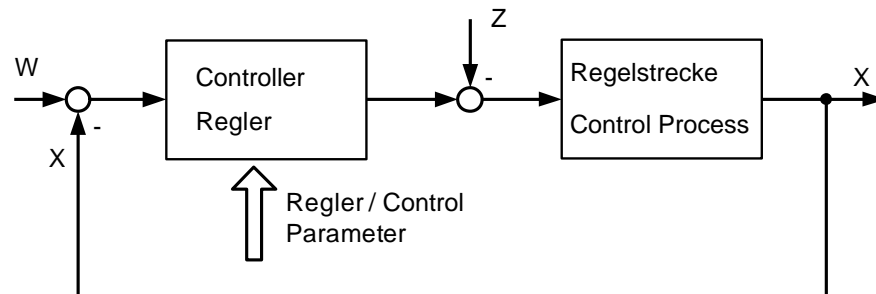 Z
W
-
X
Controller
Regler
-
Regelstrecke
Control Process
X
Regler / Control
Parameter